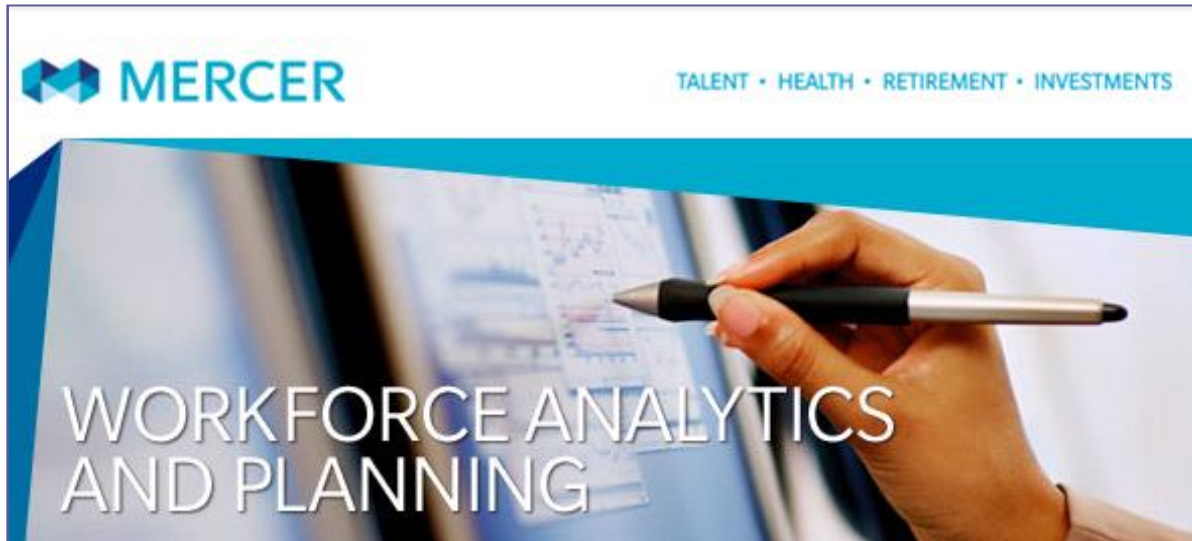 MERCER
TALENT • HEALTH • RETIREMENT • INVESTMENTS
WORKFORCE ANALYTICS
AND PLANNING